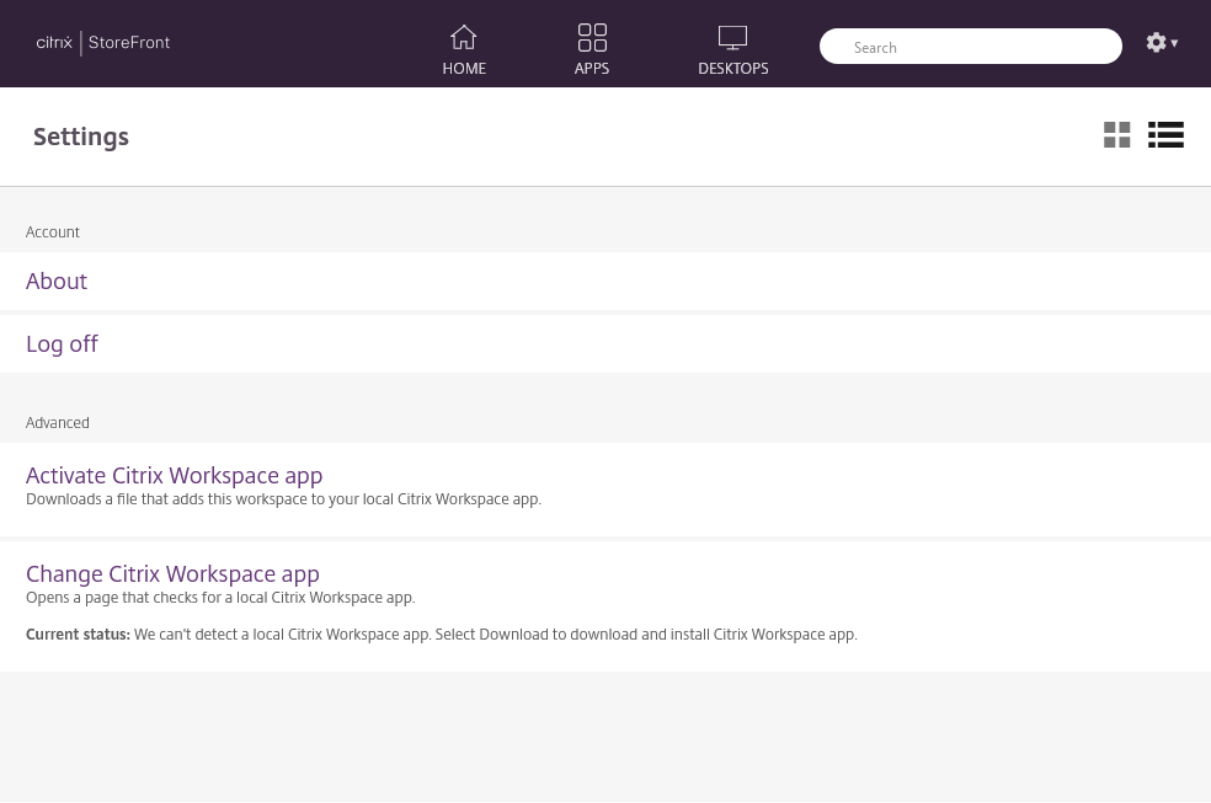 citrix | StoreFront
HOME
APPS
DESKTOPS
Search
Settings
Account
About
Log off
Advanced
Activate Citrix Workspace app
Downloads a file that adds this workspace to your local Citrix Workspace app.
Change Citrix Workspace app
Opens a page that checks for a local Citrix Workspace app.
Current status: We can't detect a local Citrix Workspace app. Select Download to download and install Citrix Workspace app.